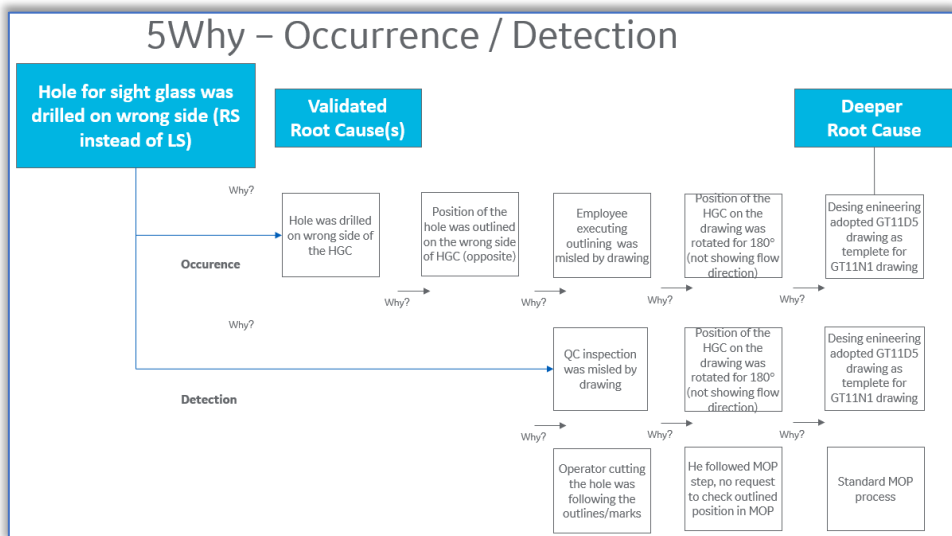 5Why – Occurrence / Detection
Hole for sight glass was
drilled on wrong side (RS
instead of LS)
Validated
Root Cause(s)
Deeper
Root Cause
Why?
Hole was drilled
on wrong side of
the HGC
Position of the
hole was outlined
on the wrong side
of HGC (opposite)
Employee
executing
outlining was
misled by drawing
Position of the
HGC on the
drawing was
rotated for 180°
(not showing flow
direction)
Desing enineering
adopted GT11D5
drawing as
templete for
GT11N1 drawing
Occurence
Why?
Why?
Why?
Why?
Why?
QC inspection
was misled by
drawing
Position of the
HGC on the
drawing was
rotated for 180°
(not showing flow
direction)
Desing enineering
adopted GT11D5
drawing as
templete for
GT11N1 drawing
Detection
Why?
Why?
Why?
Operator cutting
the hole was
following the
outlines/marks
He followed MOP
step, no request
to check outlined
position in MOP
Standard MOP
process